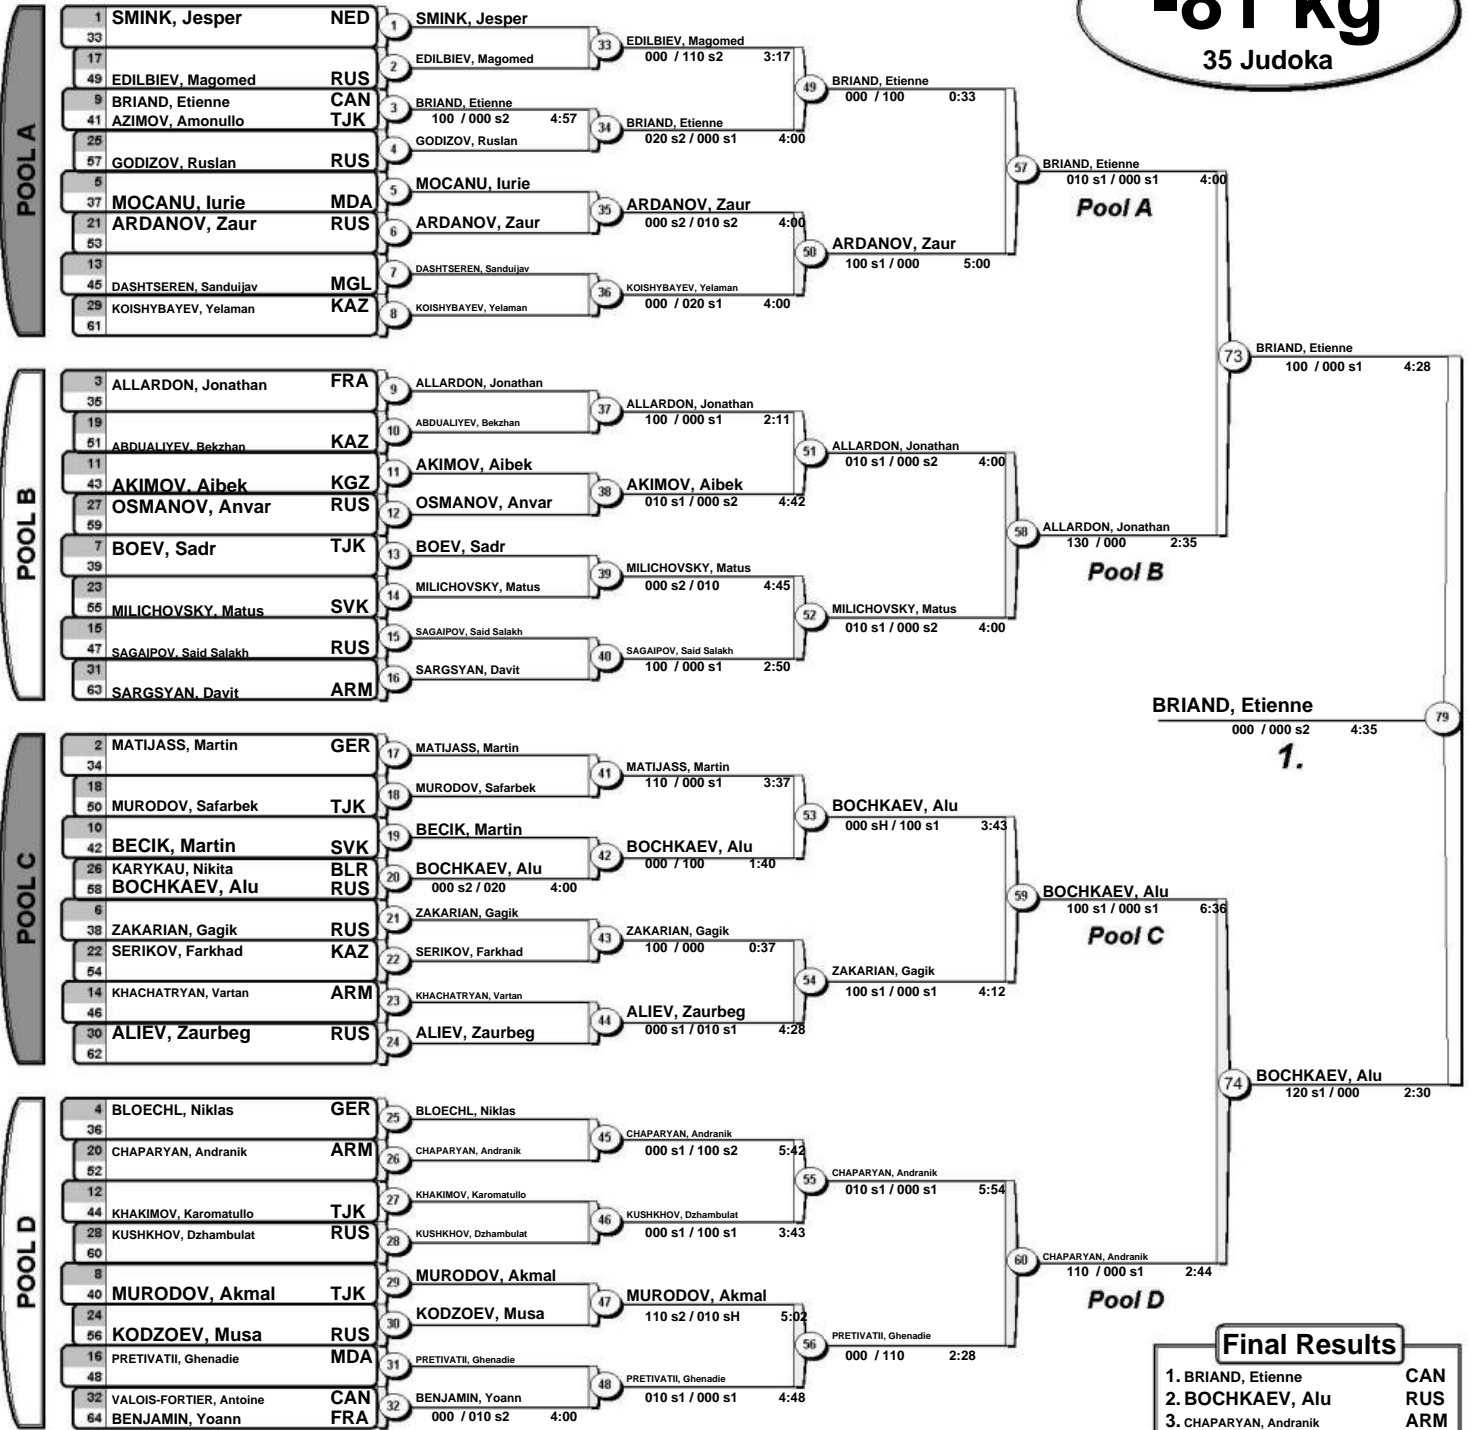 -81 kg
35 Judoka
POOL A
1 SMINK, Jesper NED
33
17
49 EDILBIEV, Magomed RUS
9 BRIAND, Etienne CAN
41 AZIMOV, Amonullo TJK
25
57 GODIZOV, Ruslan RUS
5
37 MOCANU, Iurie MDA
21 ARDANOV, Zaur RUS
53
13
45 DASHTSEREN, Sanduijav MGL
29 KOISHYBAYEV, Yelaman KAZ
61
1 SMINK, Jesper
2 EDILBIEV, Magomed
3 BRIAND, Etienne
100 / 000 s2 4:57
4 GODIZOV, Ruslan
5 MOCANU, Iurie
6 ARDANOV, Zaur
7 DASHTSEREN, Sanduijav
8 KOISHYBAYEV, Yelaman
33 EDILBIEV, Magomed
000 / 110 s2 3:17
34 BRIAND, Etienne
020 s2 / 000 s1 4:00
35 ARDANOV, Zaur
000 s2 / 010 s2 4:00
36 KOISHYBAYEV, Yelaman
000 / 020 s1 4:00
49 BRIAND, Etienne
000 / 100 0:33
50 ARDANOV, Zaur
100 s1 / 000 5:00
57 BRIAND, Etienne
010 s1 / 000 s1 4:00
Pool A
POOL B
3 ALLARDON, Jonathan FRA
35
19
51 ABDUALIYEV, Bekzhan KAZ
11
43 AKIMOV, Aibek KGZ
27 OSMANOV, Anvar RUS
59
7 BOEV, Sadr TJK
39
23
55 MILICHOVSKY, Matus SVK
15
47 SAGAIPOV, Said Salakh RUS
31
63 SARGSYAN, Davit ARM
9 ALLARDON, Jonathan
10 ABDUALIYEV, Bekzhan
11 AKIMOV, Aibek
12 OSMANOV, Anvar
13 BOEV, Sadr
14 MILICHOVSKY, Matus
15 SAGAIPOV, Said Salakh
16 SARGSYAN, Davit
37 ALLARDON, Jonathan
100 / 000 s1 2:11
38 AKIMOV, Aibek
010 s1 / 000 s2 4:42
39 MILICHOVSKY, Matus
000 s2 / 010 4:45
40 SAGAIPOV, Said Salakh
100 / 000 s1 2:50
51 ALLARDON, Jonathan
010 s1 / 000 s2 4:00
52 MILICHOVSKY, Matus
010 s1 / 000 s2 4:00
58 ALLARDON, Jonathan
130 / 000 2:35
Pool B
73 BRIAND, Etienne
100 / 000 s1 4:28
BRIAND, Etienne 79
000 / 000 s2 4:35
1.
POOL C
2 MATIJASS, Martin GER
34
18
50 MURODOV, Safarbek TJK
10
42 BECIK, Martin SVK
26 KARYKAU, Nikita BLR
58 BOCHKAEV, Alu RUS
6
38 ZAKARIAN, Gagik RUS
22 SERIKOV, Farkhad KAZ
54
14 KHACHATRYAN, Vartan ARM
46
30 ALIEV, Zaurbeg RUS
62
17 MATIJASS, Martin
18 MURODOV, Safarbek
19 BECIK, Martin
20 BOCHKAEV, Alu
000 s2 / 020 4:00
21 ZAKARIAN, Gagik
22 SERIKOV, Farkhad
23 KHACHATRYAN, Vartan
24 ALIEV, Zaurbeg
41 MATIJASS, Martin
110 / 000 s1 3:37
42 BOCHKAEV, Alu
000 / 100 1:40
43 ZAKARIAN, Gagik
100 / 000 0:37
44 ALIEV, Zaurbeg
000 s1 / 010 s1 4:28
53 BOCHKAEV, Alu
000 sH / 100 s1 3:43
54 ZAKARIAN, Gagik
100 s1 / 000 s1 4:12
59 BOCHKAEV, Alu
100 s1 / 000 s1 6:36
Pool C
POOL D
4 BLOECHL, Niklas GER
36
20 CHAPARYAN, Andranik ARM
52
12
44 KHAKIMOV, Karomatullo TJK
28 KUSHKHOV, Dzhambulat RUS
60
8
40 MURODOV, Akmal TJK
24
56 KODZOEV, Musa RUS
16 PRETIVATII, Ghenadie MDA
48
32 VALOIS-FORTIER, Antoine CAN
64 BENJAMIN, Yoann FRA
25 BLOECHL, Niklas
26 CHAPARYAN, Andranik
27 KHAKIMOV, Karomatullo
28 KUSHKHOV, Dzhambulat
29 MURODOV, Akmal
30 KODZOEV, Musa
31 PRETIVATII, Ghenadie
32 BENJAMIN, Yoann
000 / 010 s2 4:00
45 CHAPARYAN, Andranik
000 s1 / 100 s2 5:42
46 KUSHKHOV, Dzhambulat
000 s1 / 100 s1 3:43
47 MURODOV, Akmal
110 s2 / 010 sH 5:02
48 PRETIVATII, Ghenadie
010 s1 / 000 s1 4:48
55 CHAPARYAN, Andranik
010 s1 / 000 s1 5:54
56 PRETIVATII, Ghenadie
000 / 110 2:28
60 CHAPARYAN, Andranik
110 / 000 s1 2:44
Pool D
74 BOCHKAEV, Alu
120 s1 / 000 2:30
Final Results
1. BRIAND, Etienne CAN
2. BOCHKAEV, Alu RUS
3. CHAPARYAN, Andranik ARM